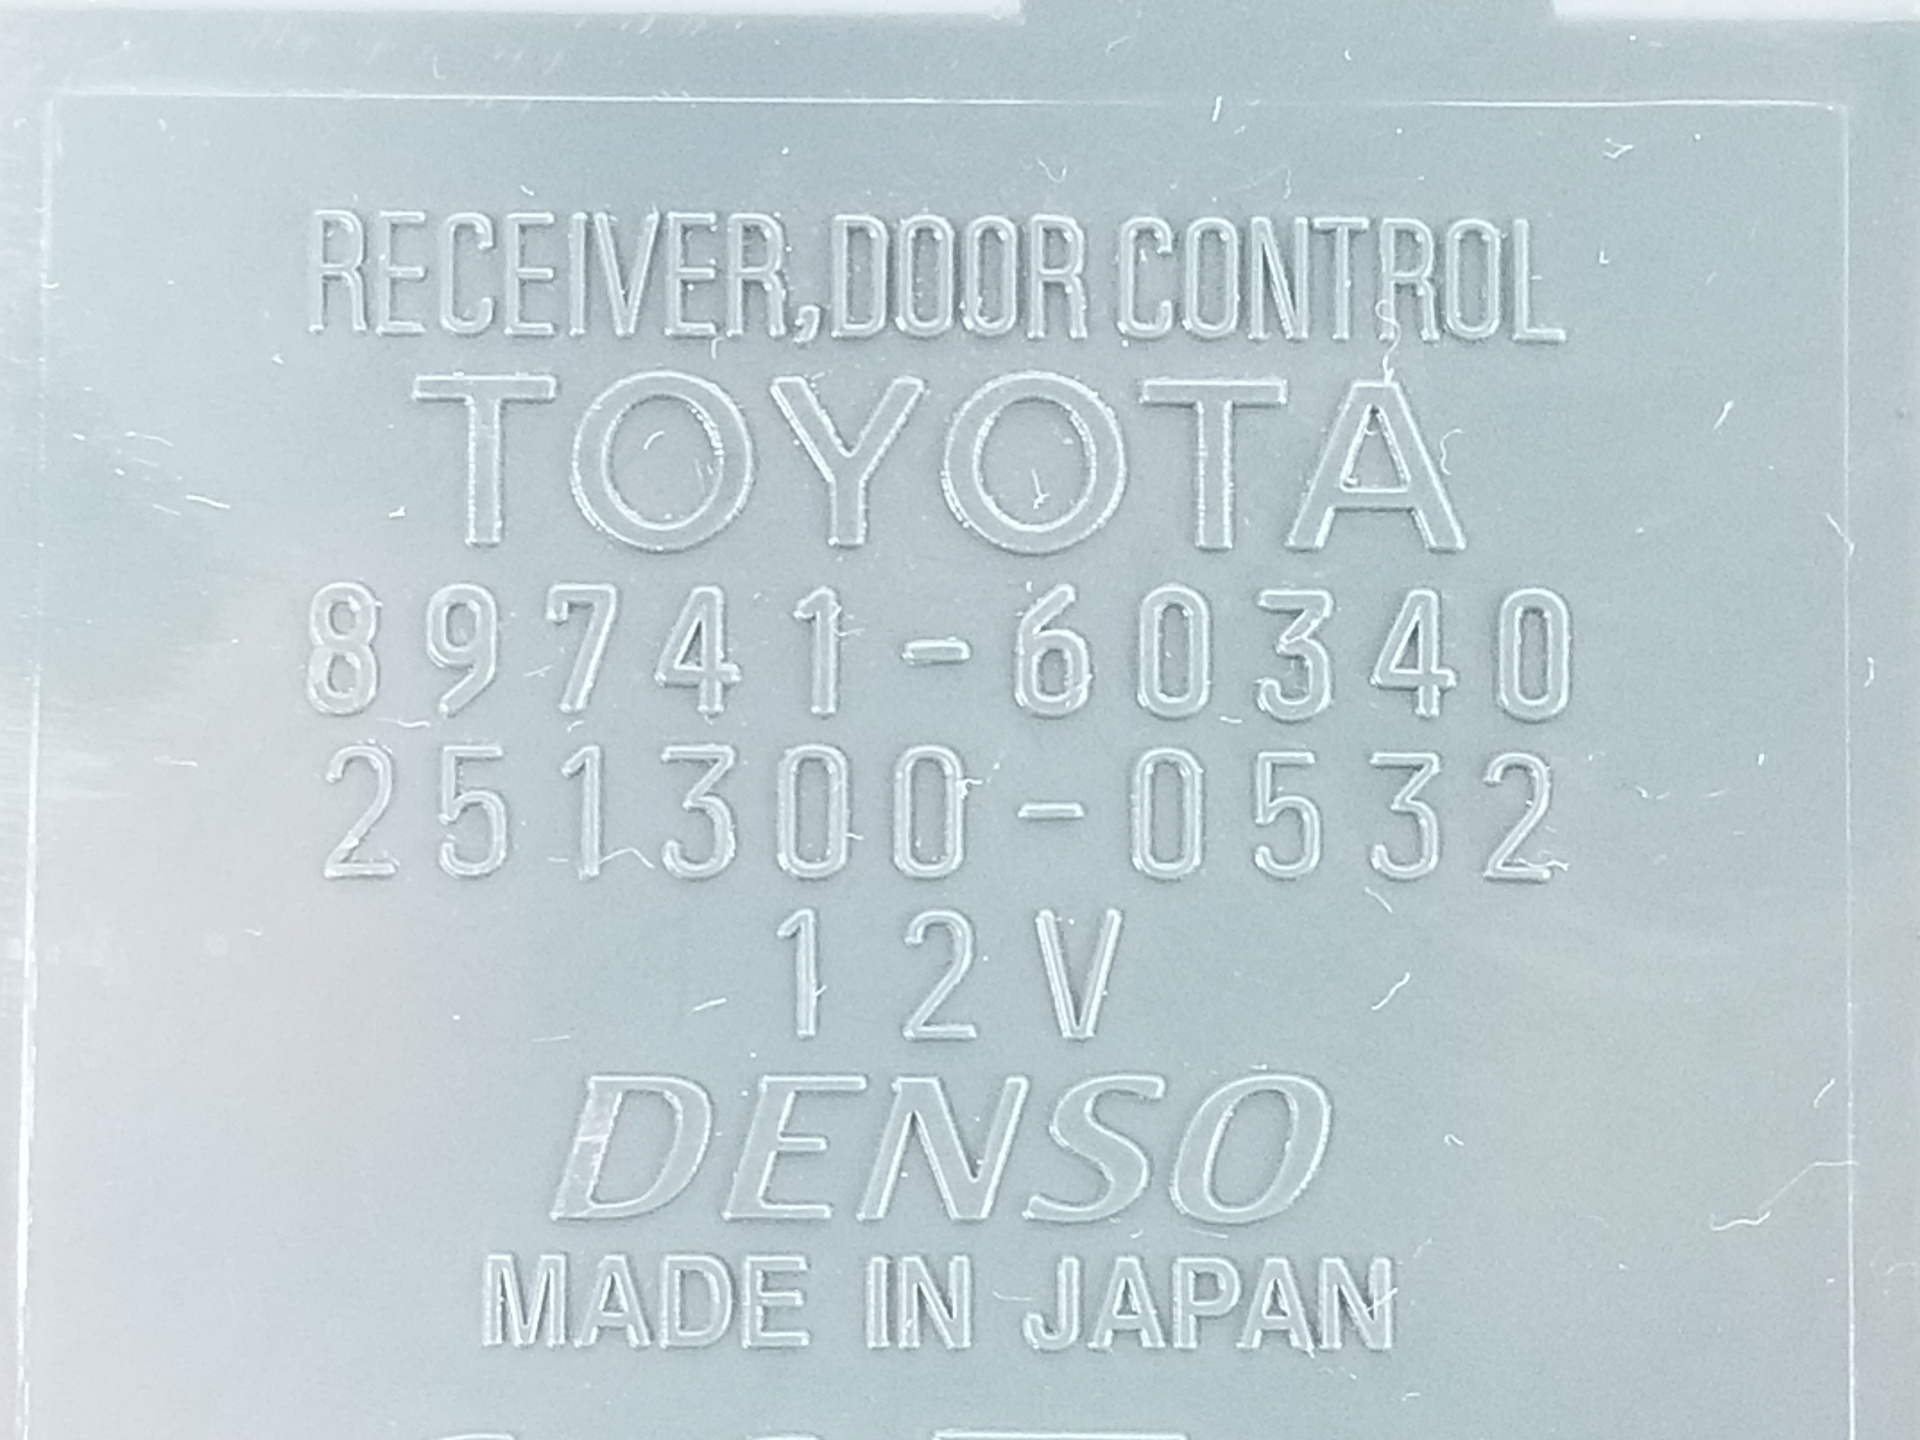 RECEIVER,DOOR CONTROL
TOYOTA
89741-60340
251300-0532
12V
DENSO
MADE IN JAPAN